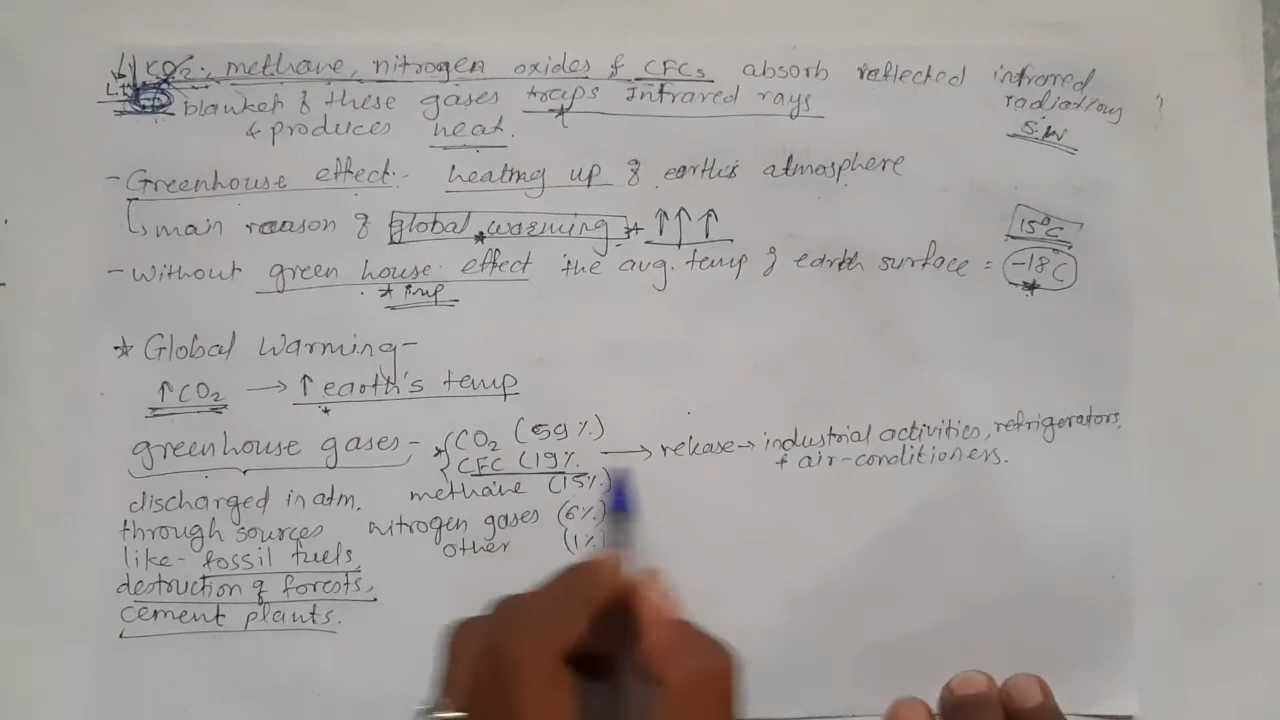 CO2, methane, nitrogen oxides & CFCs absorb reflected infrared radiations
S.W
blanket of these gases traps Infrared rays
& produces heat.
- Greenhouse effect:- heating up of earth's atmosphere
main reason of global warming ↑↑↑
15°C
- without green house effect the avg. temp of earth surface = -18°C
* Imp
* Global Warming-
↑CO2 → ↑ earth's temp
greenhouse gases - CO2 (59%)
CFC (19%. → release → industrial activities, refrigerators,
& air-conditioners.
methane (15%.)
nitrogen gases (6%.)
other (1%.
discharged in atm.
through sources
like- fossil fuels,
destruction of forests,
cement plants.